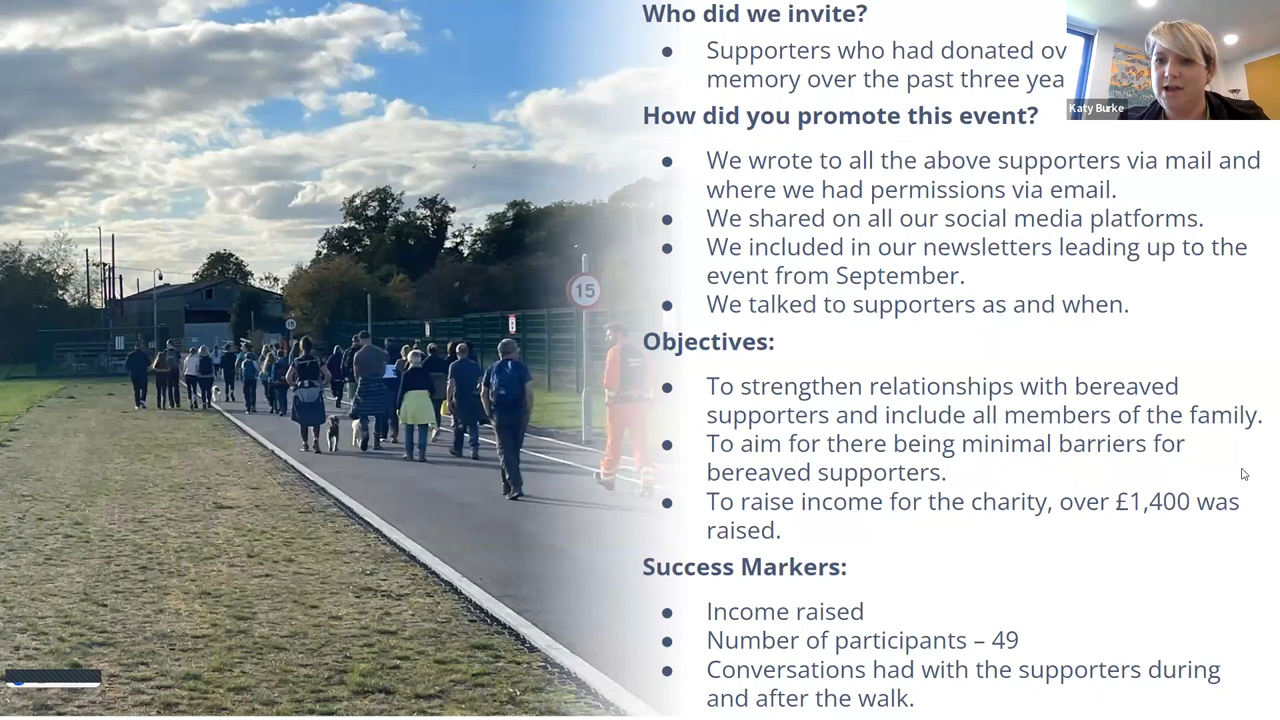 Who did we invite?
● Supporters who had donated ov
memory over the past three yea
Katy Burke
How did you promote this event?
● We wrote to all the above supporters via mail and
where we had permissions via email.
● We shared on all our social media platforms.
● We included in our newsletters leading up to the
event from September.
● We talked to supporters as and when.
Objectives:
● To strengthen relationships with bereaved
supporters and include all members of the family.
● To aim for there being minimal barriers for
bereaved supporters.
● To raise income for the charity, over £1,400 was
raised.
Success Markers:
● Income raised
● Number of participants – 49
● Conversations had with the supporters during
and after the walk.
15
15